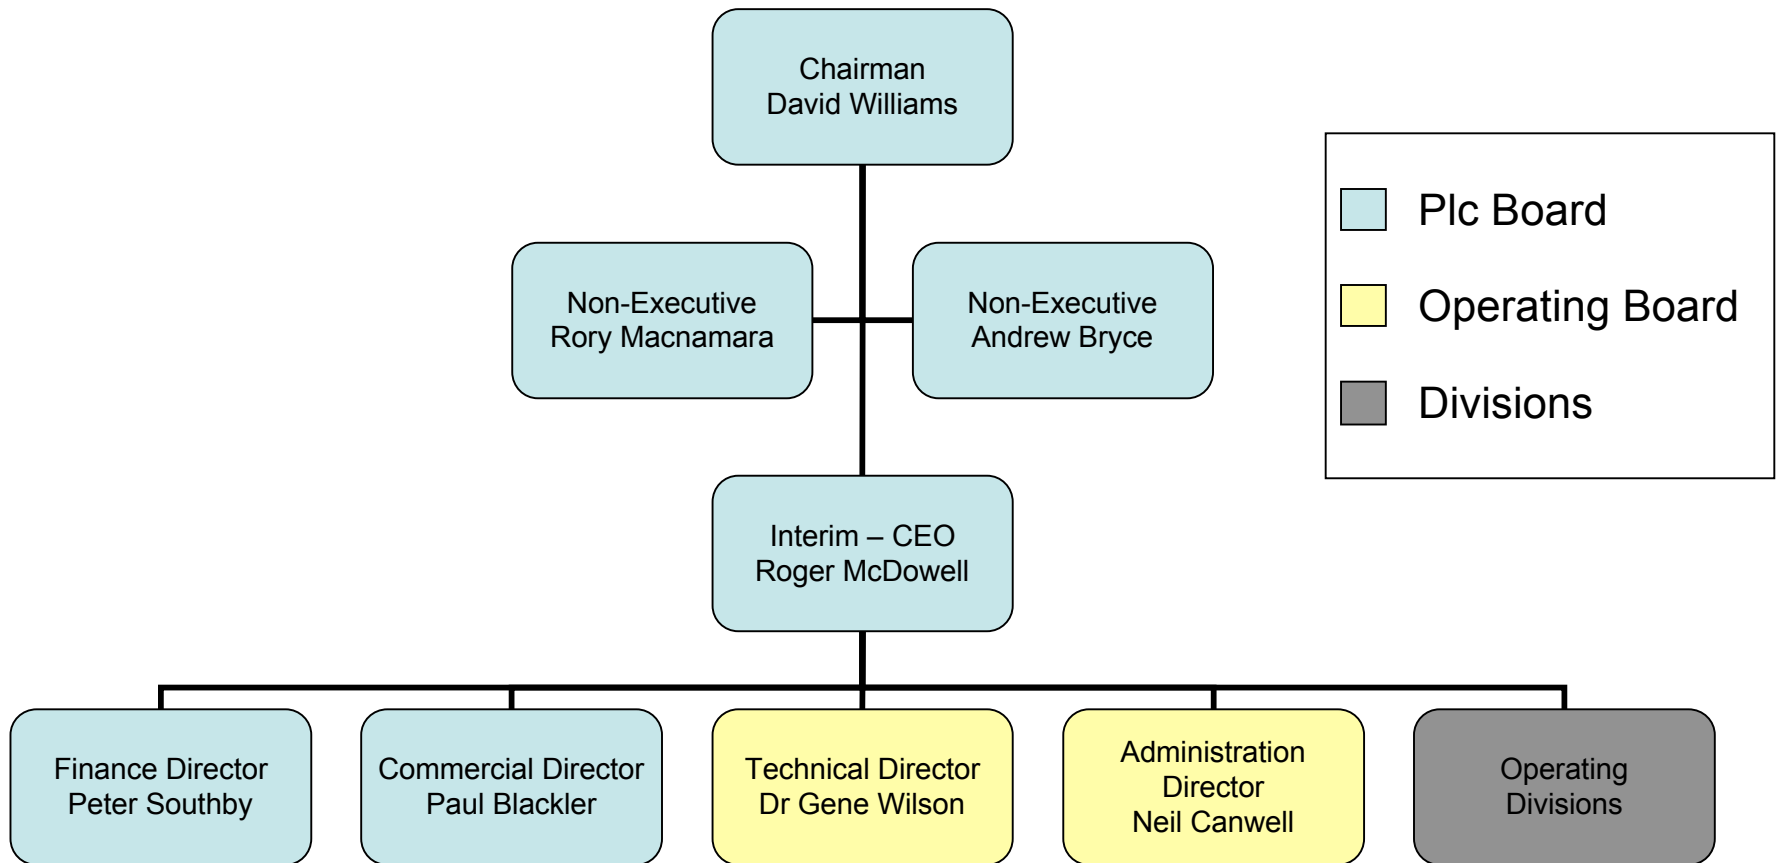 Chairman
David Williams
Non-Executive
Rory Macnamara
Non-Executive
Andrew Bryce
Interim – CEO
Roger McDowell
Finance Director
Peter Southby
Commercial Director
Paul Blackler
Technical Director
Dr Gene Wilson
Administration
Director
Neil Canwell
Operating
Divisions
Plc Board
Operating Board
Divisions